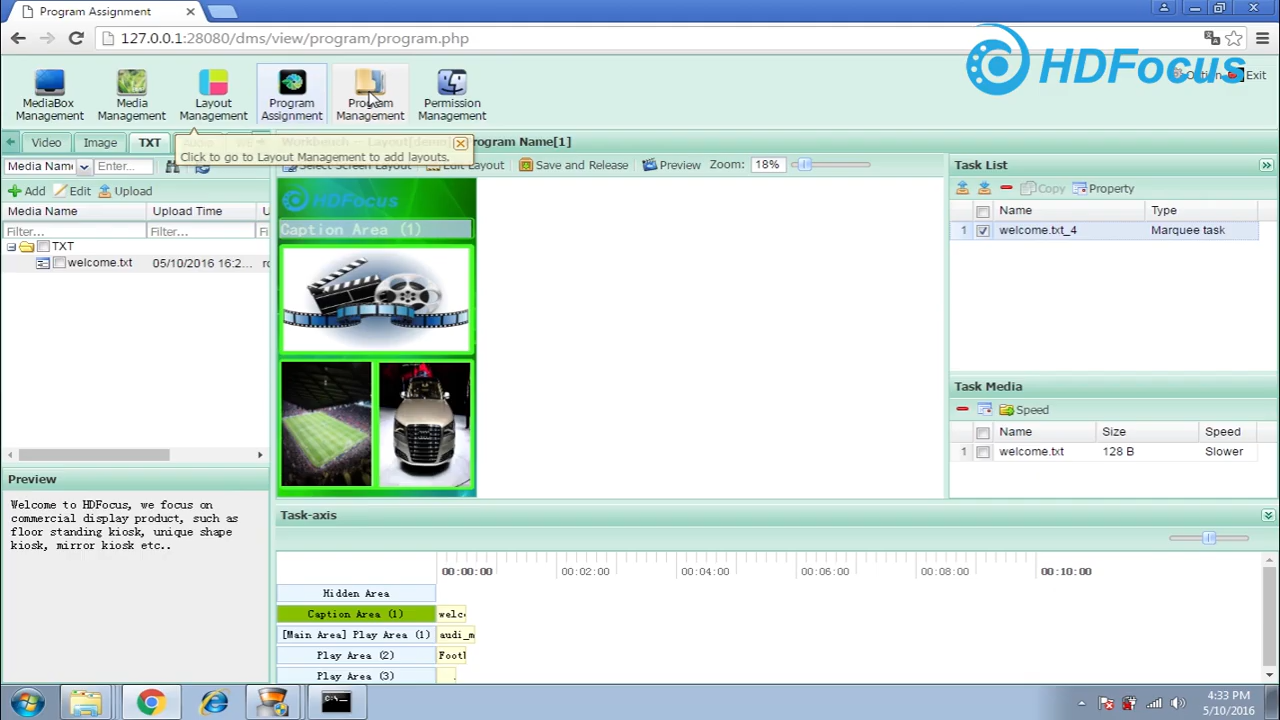 Program Assignment
127.0.0.1:28080/dms/view/program/program.php
HDFocus
Exit
MediaBox Management
Media Management
Layout Management
Program Assignment
Program Management
Permission Management
Video Image TXT
Click to go to Layout Management to add layouts.
Program Name[1]
Media Name Enter...
Select Screen Layout Edit Layout Save and Release Preview Zoom: 18%
Add Edit Upload
Media Name Upload Time
Filter... Filter... Filter
TXT
welcome.txt 05/10/2016 16:2...
HDFocus
Caption Area (1)
Task List
Copy Property
Name Type
1 welcome.txt_4 Marquee task
Task Media
Speed
Name Size Speed
1 welcome.txt 128 B Slower
Preview
Welcome to HDFocus, we focus on
commercial display product, such as
floor standing kiosk, unique shape
kiosk, mirror kiosk etc..
Task-axis
00:00:00 00:02:00 00:04:00 00:06:00 00:08:00 00:10:00
Hidden Area
Caption Area (1) welc
[Main Area] Play Area (1) audi_m
Play Area (2) Footl
Play Area (3)
C:\_
4:33 PM
5/10/2016